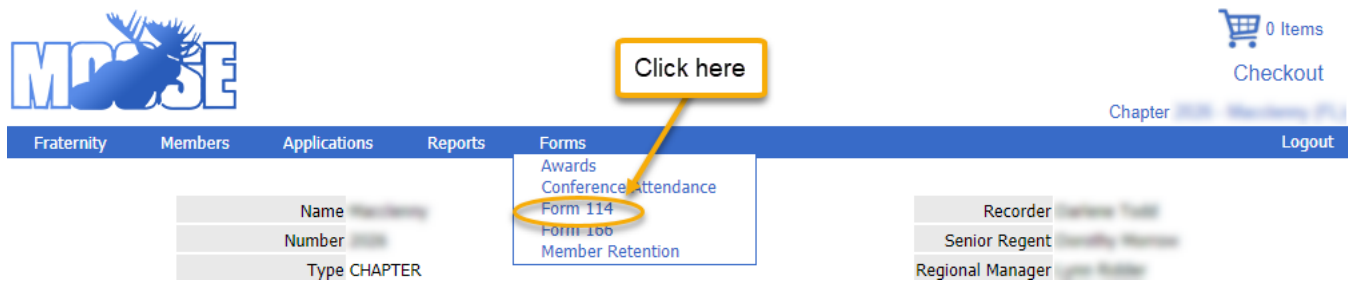 MOOSE
0 Items
Checkout
Click here
Chapter
Fraternity Members Applications Reports Forms Logout
Awards
Conference Attendance
Form 114
Form 166
Member Retention
Name
Number
Type CHAPTER
Recorder
Senior Regent
Regional Manager